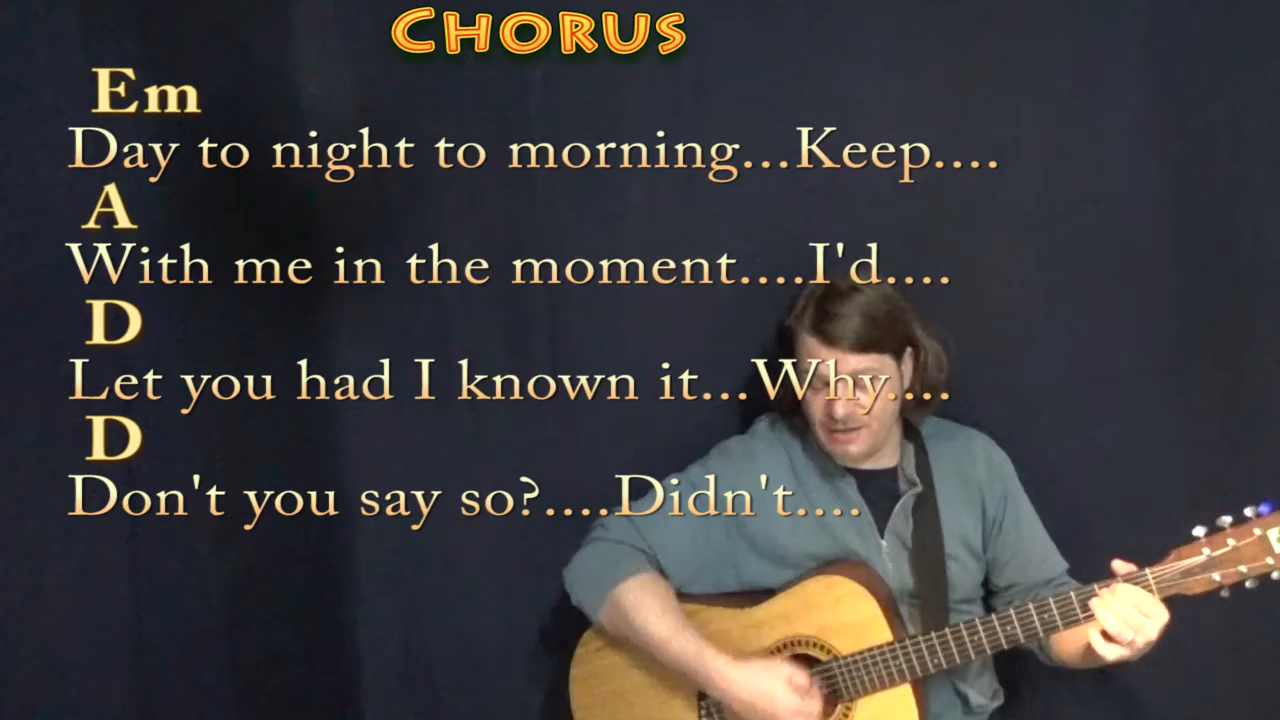 CHORUS
Em
Day to night to morning...Keep....
A
With me in the moment....I'd....
D
Let you had I known it...Why....
D
Don't you say so?....Didn't....